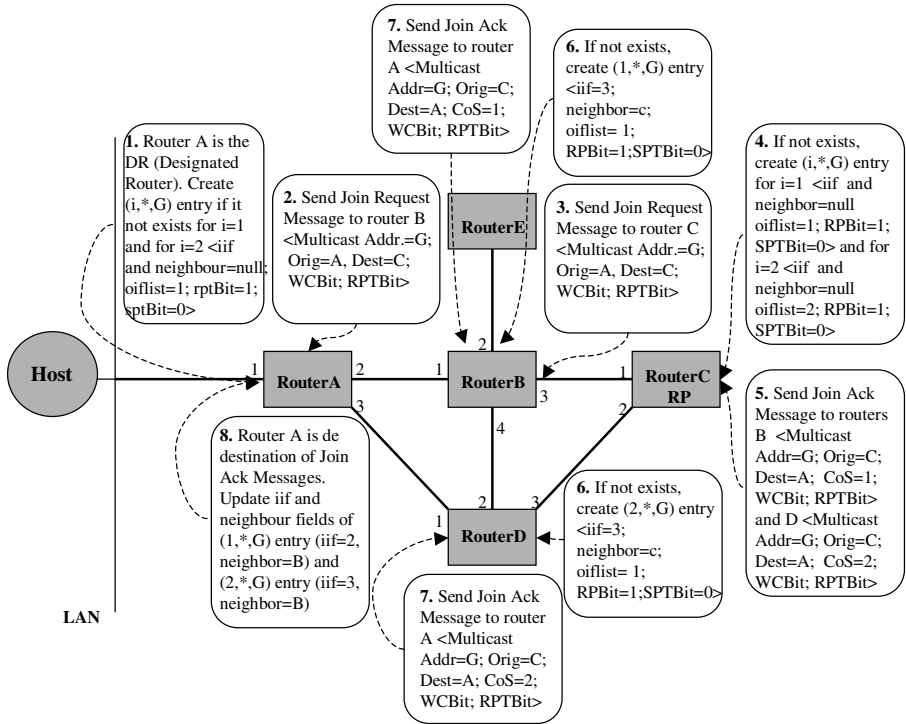 7. Send Join Ack
Message to router
A <Multicast
Addr=G; Orig=C;
Dest=A; CoS=1;
WCBit; RPTBit>
6. If not exists,
create (1,*,G) entry
<iif=3;
neighbor=c;
oiflist= 1;
RPBit=1;SPTBit=0>
1. Router A is the
DR (Designated
Router). Create
(i,*,G) entry if it
not exists for i=1
and for i=2 <iif
and neighbour=null;
oiflist=1; rptBit=1;
sptBit=0>
2. Send Join Request
Message to router B
<Multicast Addr.=G;
Orig=A, Dest=C;
WCBit; RPTBit>
RouterE
3. Send Join Request
Message to router C
<Multicast Addr.=G;
Orig=A, Dest=C;
WCBit; RPTBit>
4. If not exists,
create (i,*,G) entry
for i=1 <iif and
neighbor=null
oiflist=1; RPBit=1;
SPTBit=0> and for
i=2 <iif and
neighbor=null
oiflist=2; RPBit=1;
SPTBit=0>
Host
1
RouterA
2
3
1
2
RouterB
3
4
1
2
RouterC
RP
5. Send Join Ack
Message to routers
B <Multicast
Addr=G; Orig=C;
Dest=A; CoS=1;
WCBit; RPTBit>
and D <Multicast
Addr=G; Orig=C;
Dest=A; CoS=2;
WCBit; RPTBit>
8. Router A is de
destination of Join
Ack Messages.
Update iif and
neighbour fields of
(1,*,G) entry (iif=2,
neighbor=B) and
(2,*,G) entry (iif=3,
neighbor=B)
1
2
3
RouterD
6. If not exists,
create (2,*,G) entry
<iif=3;
neighbor=c;
oiflist= 1;
RPBit=1;SPTBit=0>
7. Send Join Ack
Message to router
A <Multicast
Addr=G; Orig=C;
Dest=A; CoS=2;
WCBit; RPTBit>
LAN